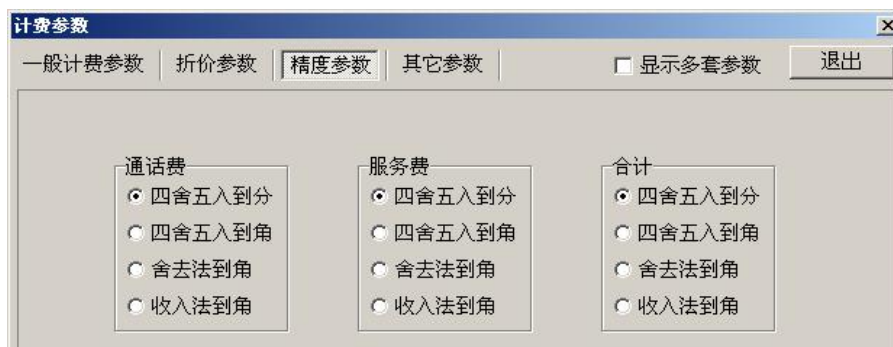 计费参数
一般计费参数 折价参数 精度参数 其它参数 显示多套参数 退出
通话费 服务费 合计
四舍五入到分 四舍五入到分 四舍五入到分
四舍五入到角 四舍五入到角 四舍五入到角
舍去法到角 舍去法到角 舍去法到角
收入法到角 收入法到角 收入法到角